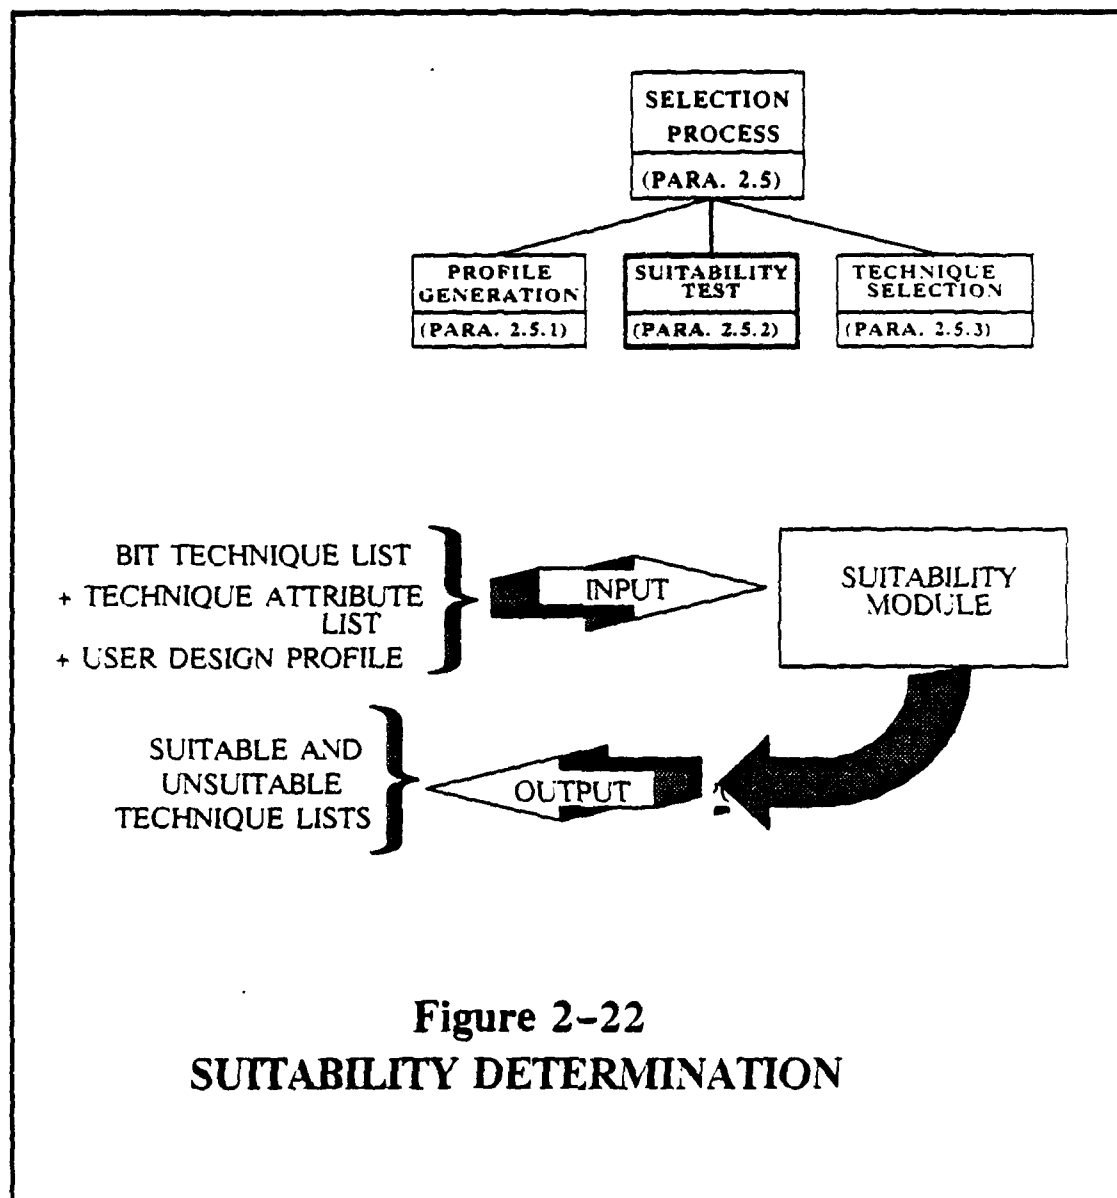 SELECTION
PROCESS
(PARA. 2.5)
PROFILE
GENERATION
(PARA. 2.5.1)
SUITABILITY
TEST
(PARA. 2.5.2)
TECHNIQUE
SELECTION
(PARA. 2.5.3)
BIT TECHNIQUE LIST
+ TECHNIQUE ATTRIBUTE
LIST
+ USER DESIGN PROFILE
INPUT
SUITABILITY
MODULE
SUITABLE AND
UNSUITABLE
TECHNIQUE LISTS
OUTPUT
Figure 2-22
SUITABILITY DETERMINATION